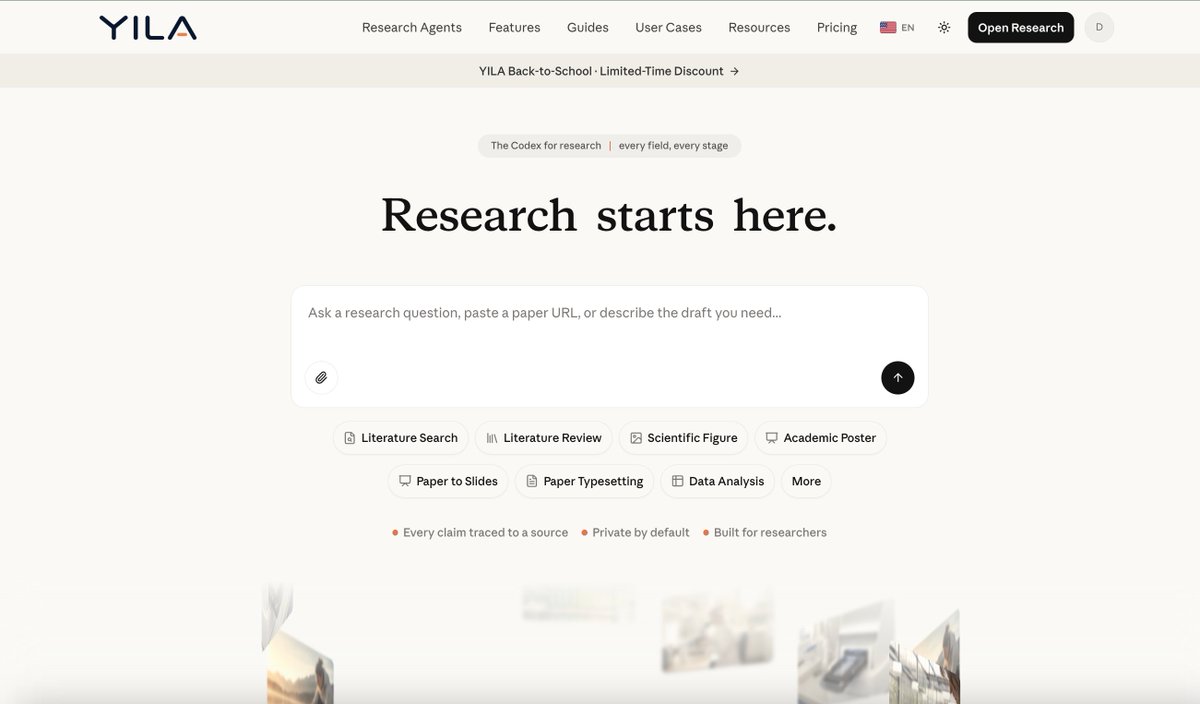 YILA
Research Agents
Features
Guides
User Cases
Resources
Pricing
EN
Open Research
D
YILA Back-to-School · Limited-Time Discount →
The Codex for research | every field, every stage
Research starts here.
Ask a research question, paste a paper URL, or describe the draft you need...
Literature Search
Literature Review
Scientific Figure
Academic Poster
Paper to Slides
Paper Typesetting
Data Analysis
More
Every claim traced to a source
Private by default
Built for researchers